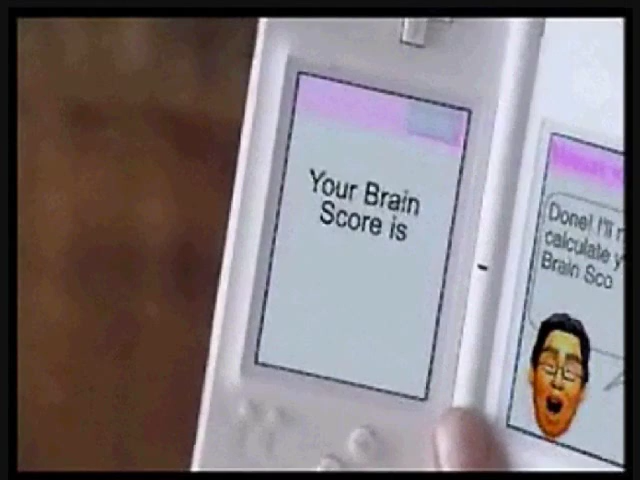 Your Brain
Score is
Done! I'll
calculate
Brain Sco